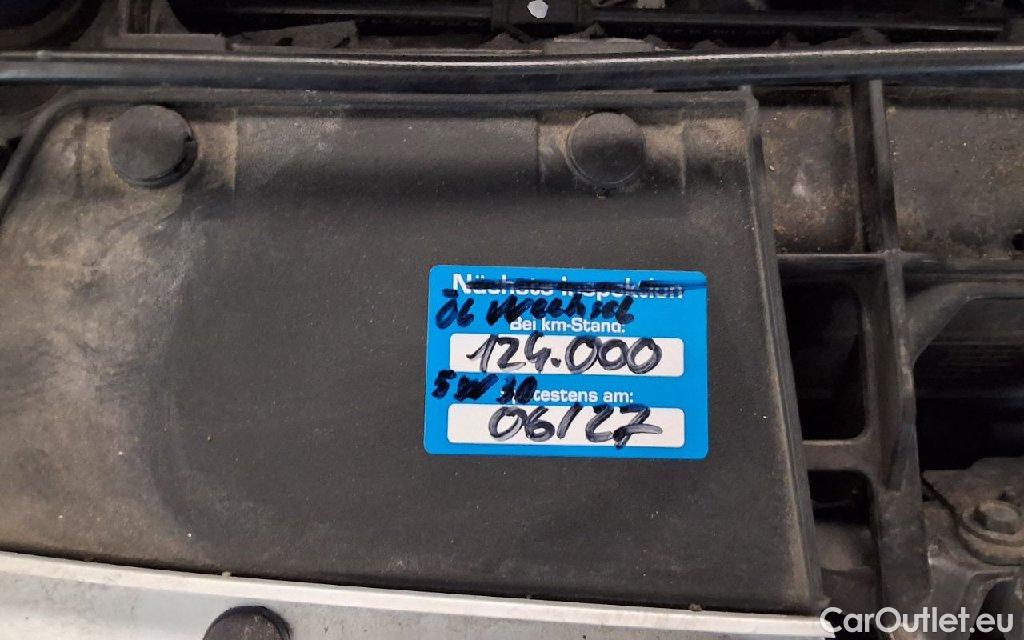 Nächste Inspektion
Öl Wechsel
Bei km-Stand:
124.000
5W30
Spätestens am:
06/27
CarOutlet.eu